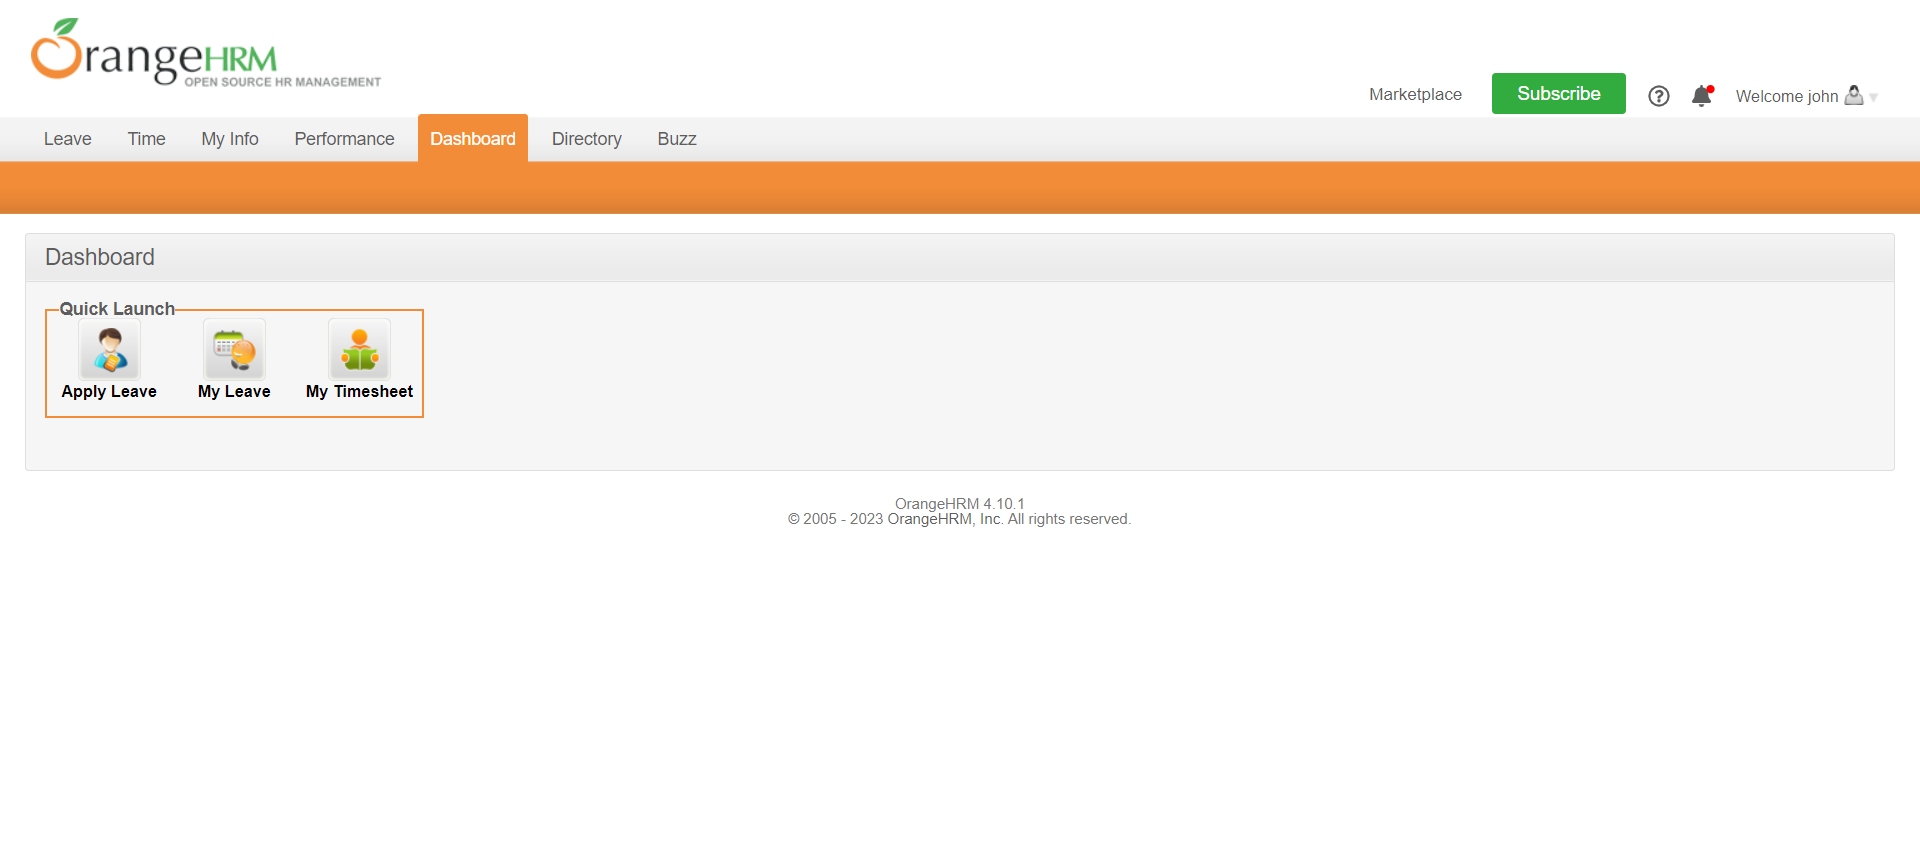 OrangeHRM
OPEN SOURCE HR MANAGEMENT
Marketplace
Subscribe
?
Welcome john
Leave
Time
My Info
Performance
Dashboard
Directory
Buzz
Dashboard
Quick Launch
Apply Leave
My Leave
My Timesheet
OrangeHRM 4.10.1
© 2005 - 2023 OrangeHRM, Inc. All rights reserved.